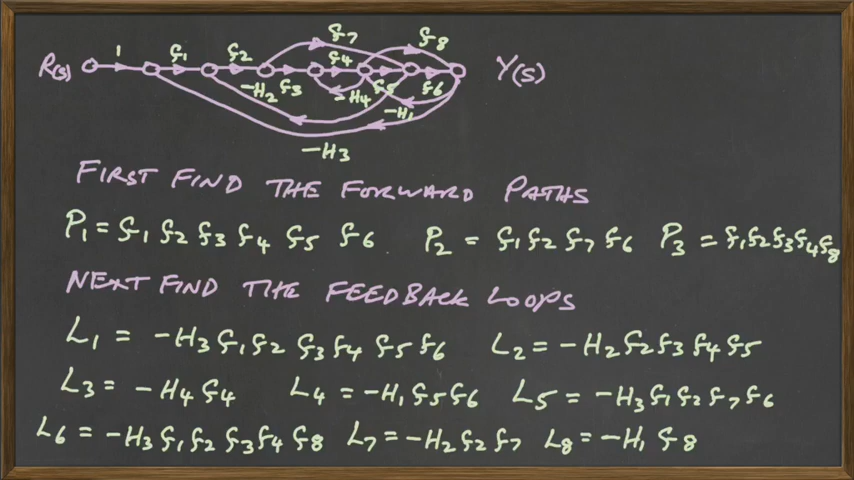 G7 G8
R(s) 1 G1 G2 G4 Y(s)
-H2 G3 -H4 G5 G6
-H1
-H3
FIRST FIND THE FORWARD PATHS
P1 = G1 G2 G3 G4 G5 G6 P2 = G1 G2 G7 G6 P3 = G1G2G3G4G8
NEXT FIND THE FEEDBACK LOOPS
L1 = -H3 G1 G2 G3 G4 G5 G6 L2 = -H2 G2 G3 G4 G5
L3 = -H4 G4 L4 = -H1 G5 G6 L5 = -H3 G1 G2 G7 G6
L6 = -H3 G1 G2 G3 G4 G8 L7 = -H2 G2 G7 L8 = -H1 G8